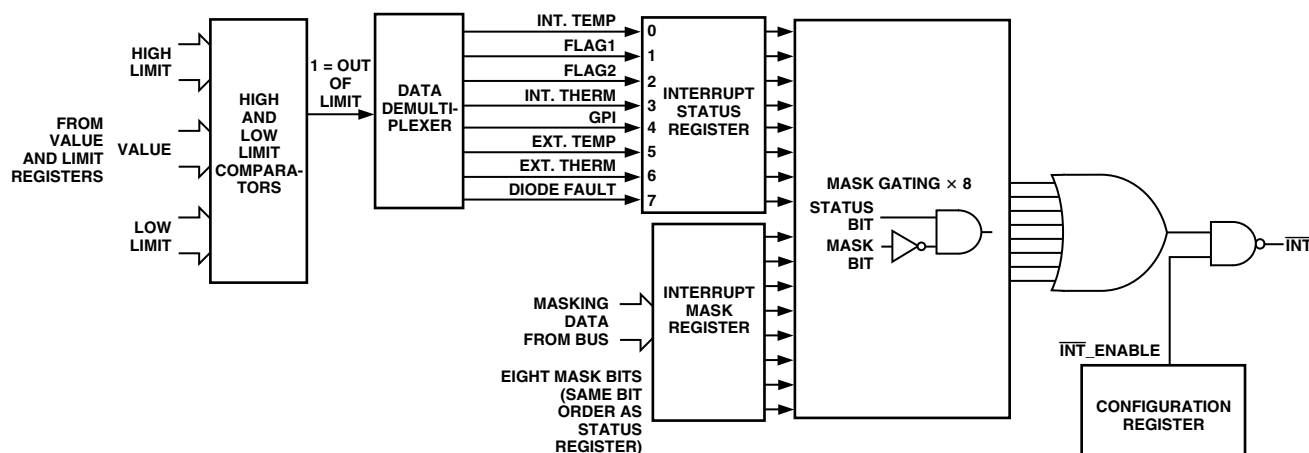 HIGH
LIMIT
FROM
VALUE
AND LIMIT
REGISTERS
VALUE
LOW
LIMIT
HIGH
AND
LOW
LIMIT
COMPARA-
TORS
1 = OUT
OF
LIMIT
DATA
DEMULTI-
PLEXER
INT. TEMP
FLAG1
FLAG2
INT. THERM
GPI
EXT. TEMP
EXT. THERM
DIODE FAULT
0
1
2
3
4
5
6
7
INTERRUPT
STATUS
REGISTER
MASKING
DATA
FROM BUS
EIGHT MASK BITS
(SAME BIT
ORDER AS
STATUS
REGISTER)
INTERRUPT
MASK
REGISTER
MASK GATING × 8
STATUS
BIT
MASK
BIT
INT
INT_ENABLE
CONFIGURATION
REGISTER